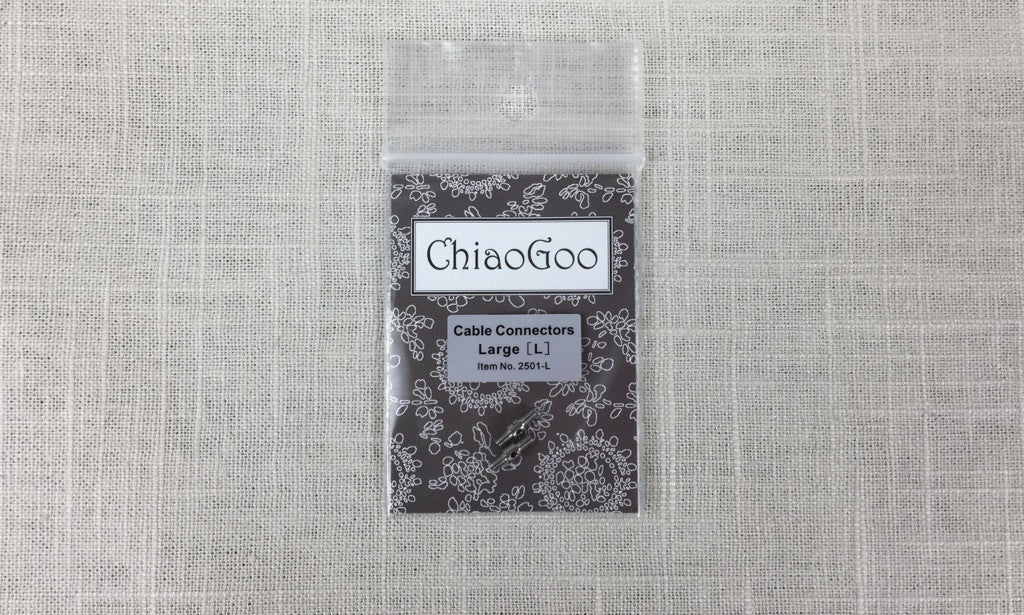 ChiaoGoo
Cable Connectors
Large [L]
Item No. 2501-L